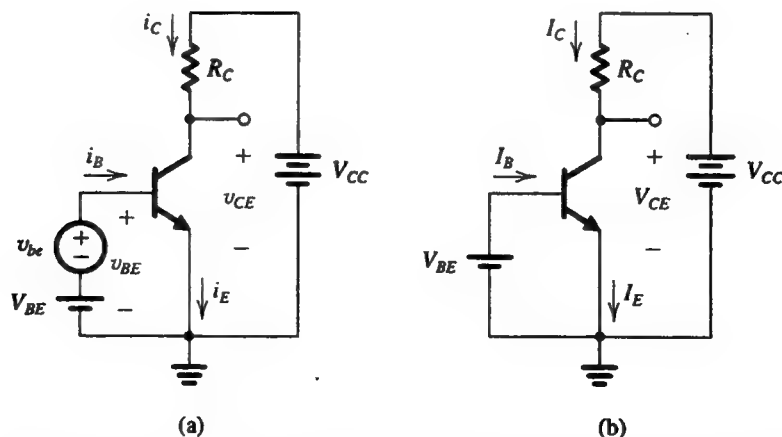 i_C
R_C
i_B
+
+
v_CE
V_CC
v_be
+
−
v_BE
−
V_BE
−
i_E
(a)
I_C
R_C
I_B
+
V_CE
V_CC
V_BE
−
I_E
(b)